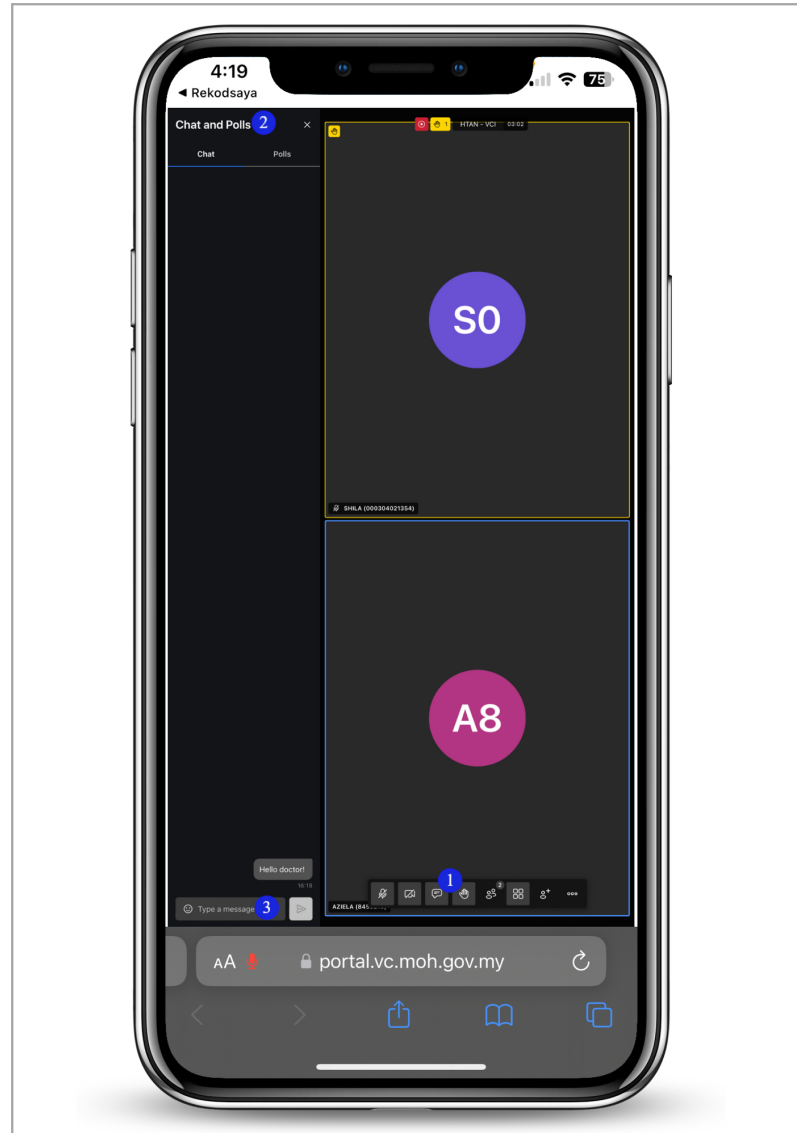 4:19
75
◀ Rekodsaya
Chat and Polls 2
1 HTAN - VCI 03:02
Chat Polls
S0
SHILA (000304021354)
A8
Hello doctor!
16:18
1
2
Type a message 3
AZIELA
AA portal.vc.moh.gov.my